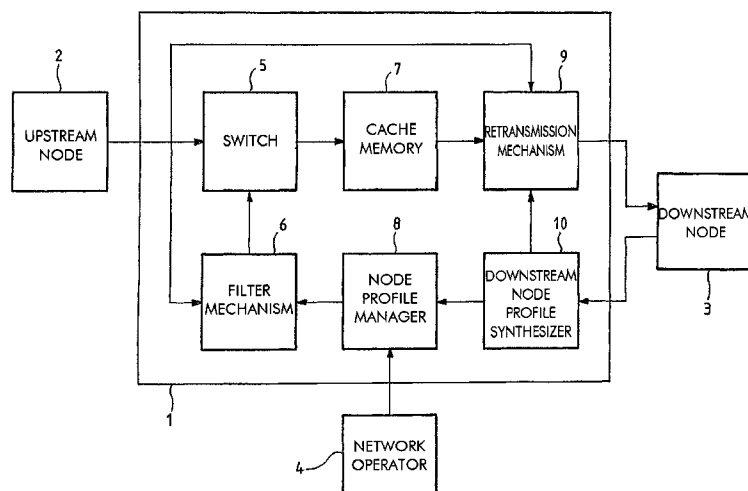 2
UPSTREAM
NODE
5
SWITCH
7
CACHE
MEMORY
9
RETRANSMISSION
MECHANISM
DOWNSTREAM
NODE
3
6
FILTER
MECHANISM
8
NODE
PROFILE
MANAGER
10
DOWNSTREAM
NODE
PROFILE
SYNTHESIZER
1
4
NETWORK
OPERATOR